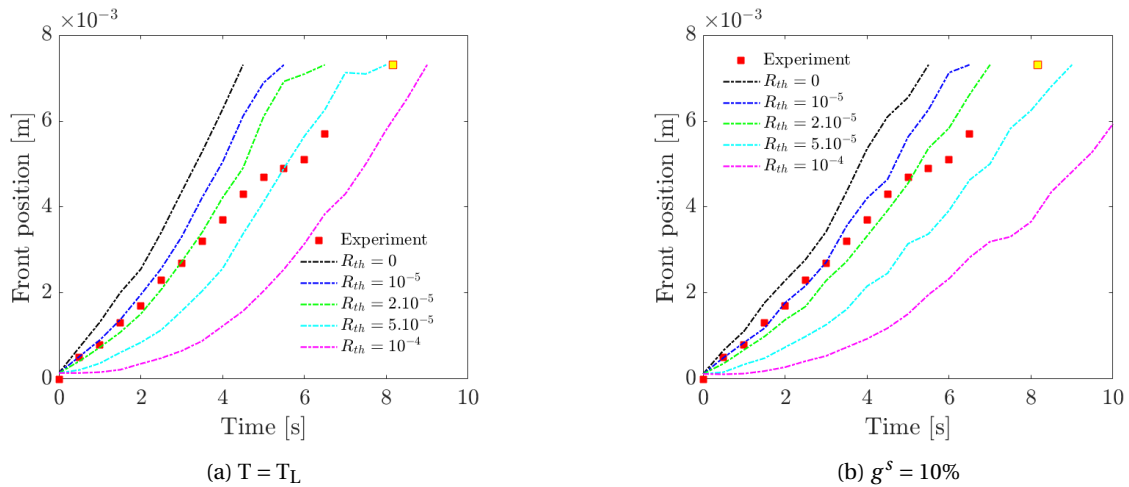 ×10⁻³
8
6
4
2
0
Front position [m]
0 2 4 6 8 10
Time [s]
Experiment
R_th = 0
R_th = 10⁻⁵
R_th = 2.10⁻⁵
R_th = 5.10⁻⁵
R_th = 10⁻⁴
(a) T = T_L
×10⁻³
8
6
4
2
0
Front position [m]
0 2 4 6 8 10
Time [s]
Experiment
R_th = 0
R_th = 10⁻⁵
R_th = 2.10⁻⁵
R_th = 5.10⁻⁵
R_th = 10⁻⁴
(b) gˢ = 10%